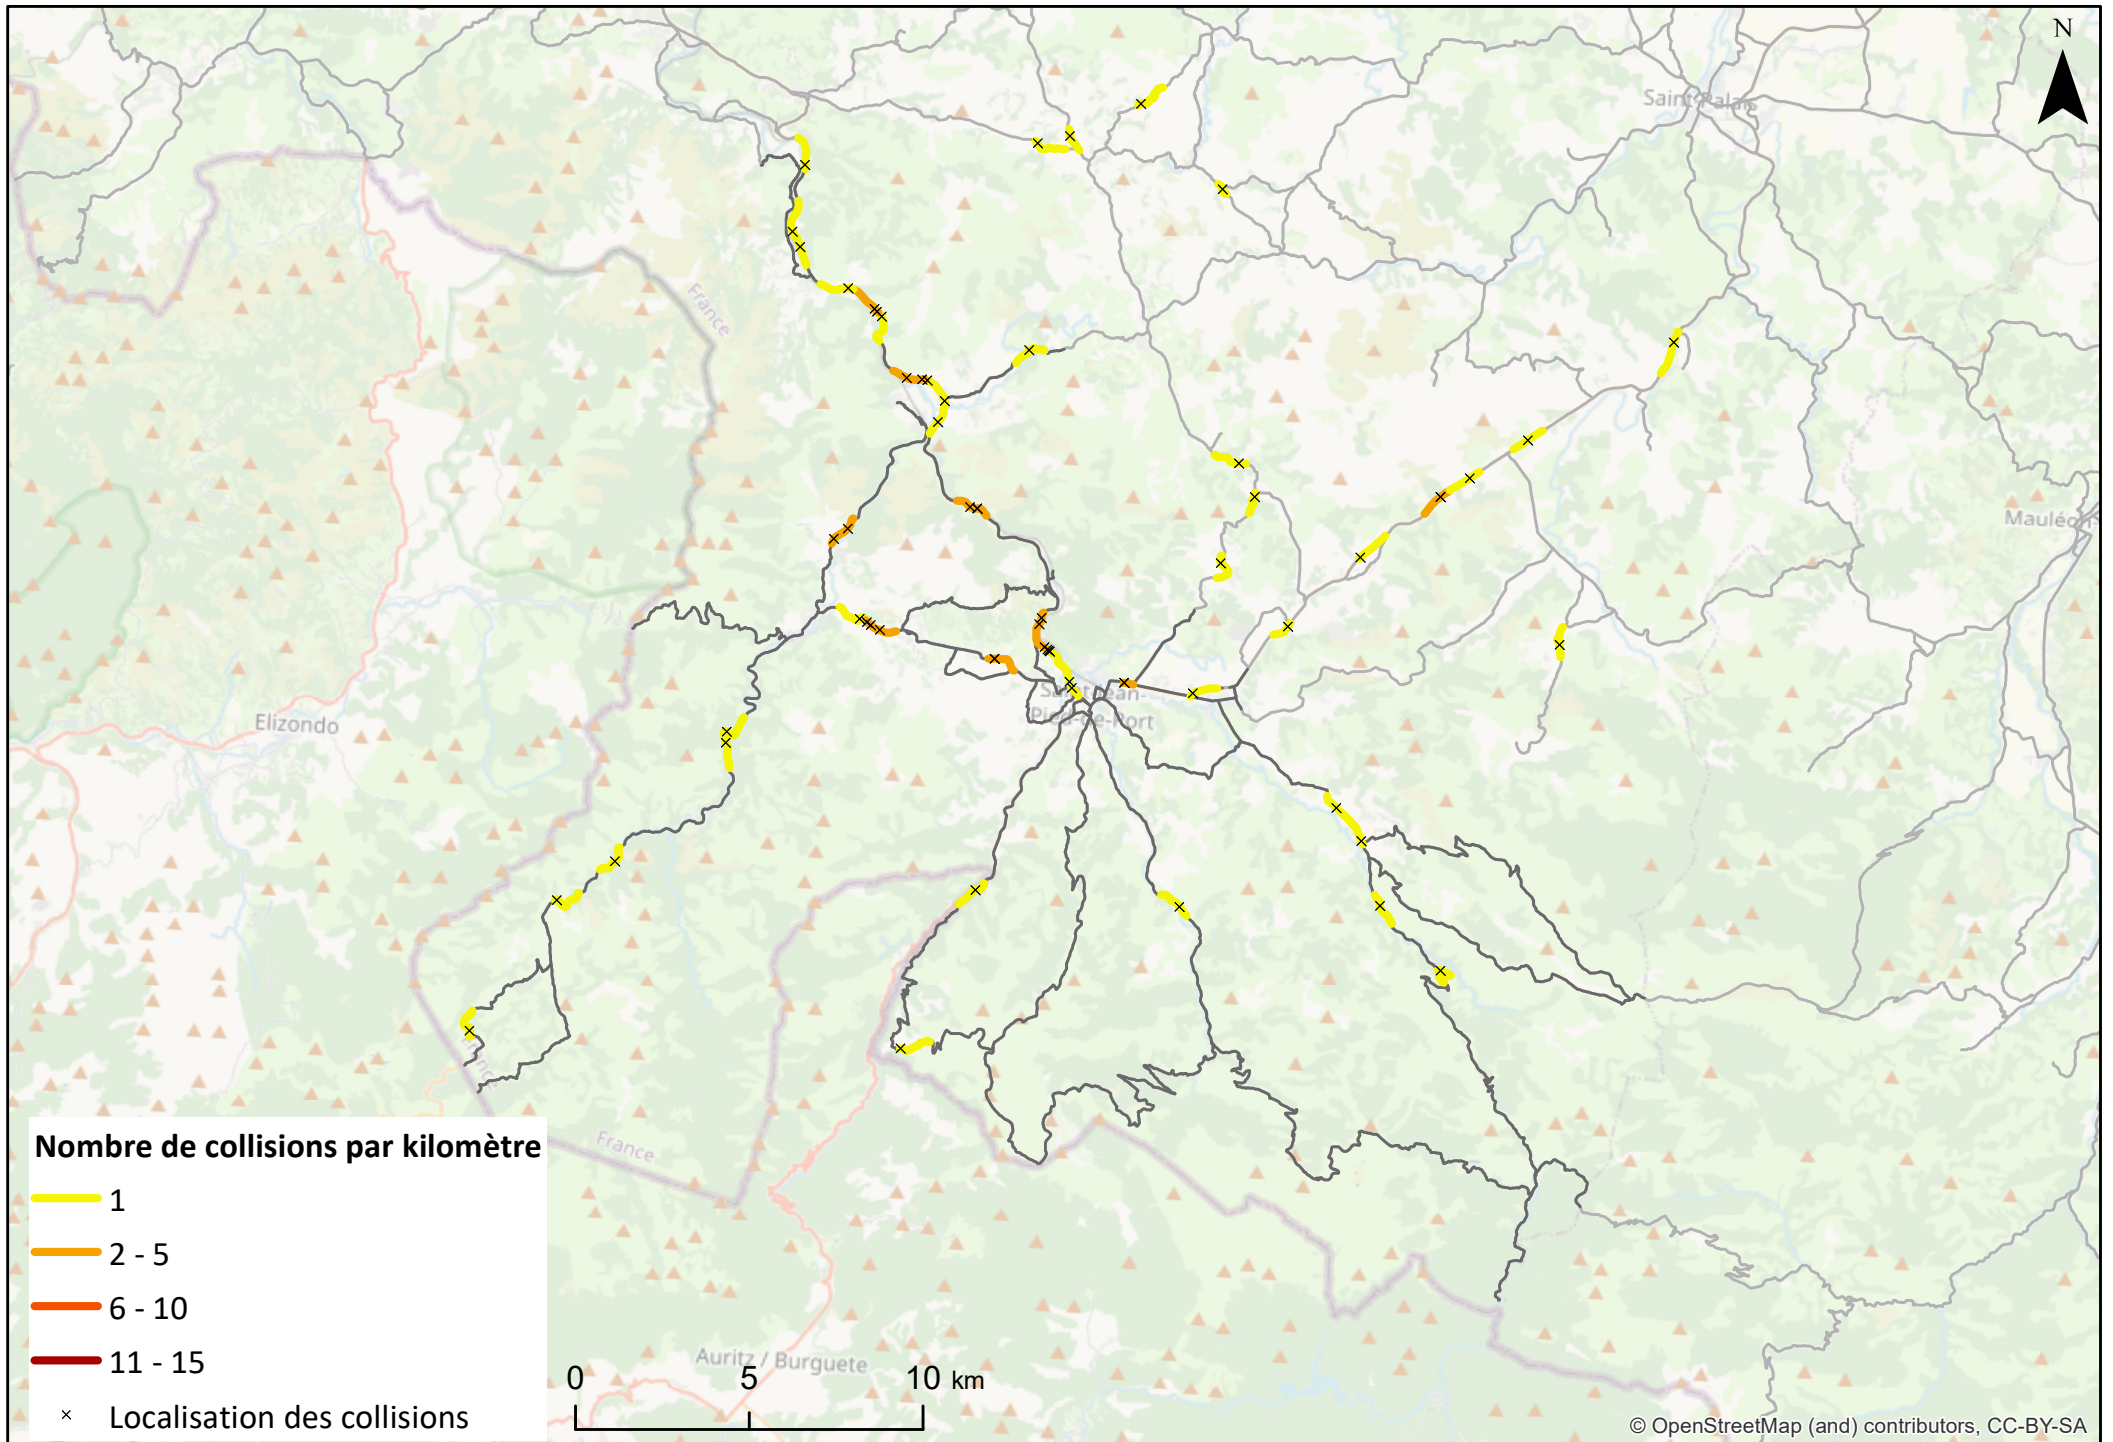 N
Saint-Palais
France
Mauléon
Elizondo
Saint-Jean-
Pied-de-Port
France
France
Nombre de collisions par kilomètre
1
2 - 5
6 - 10
11 - 15
Localisation des collisions
Auritz / Burguete
0 5 10 km
© OpenStreetMap (and) contributors, CC-BY-SA